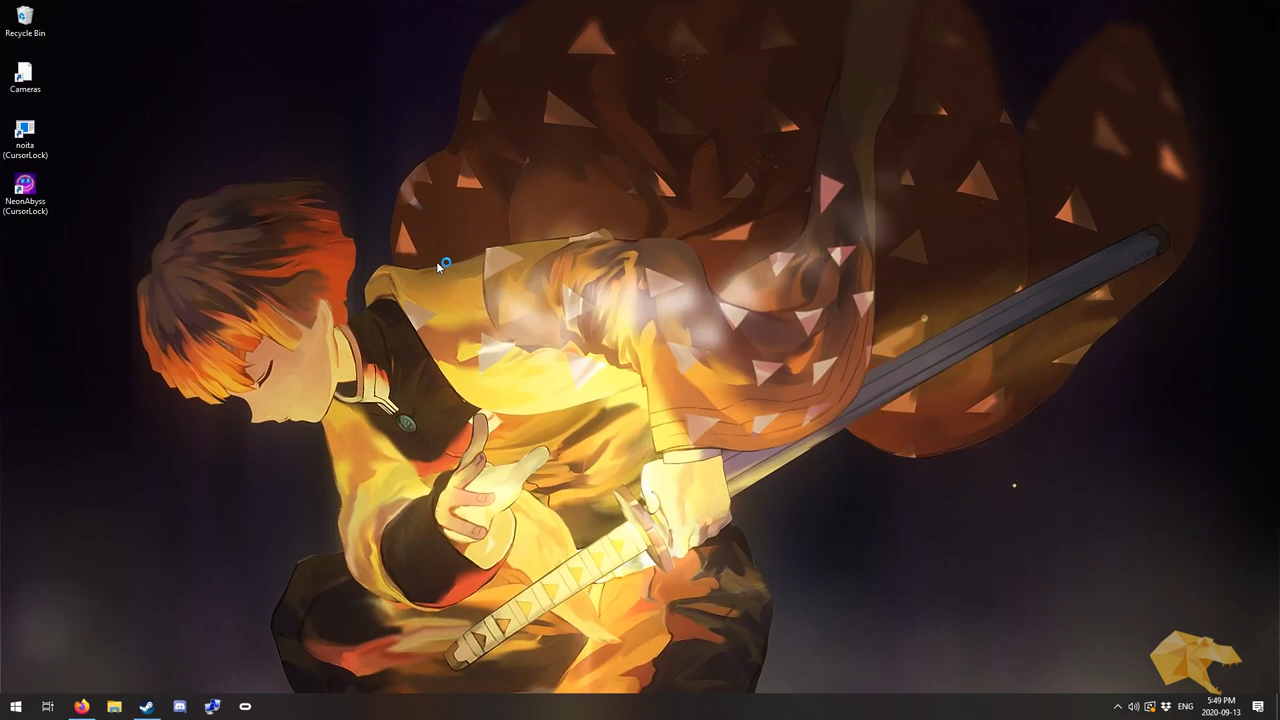 Recycle Bin
Cameras
noita
(CursorLock)
NeonAbyss
(CursorLock)
ENG
5:49 PM
2020-09-13